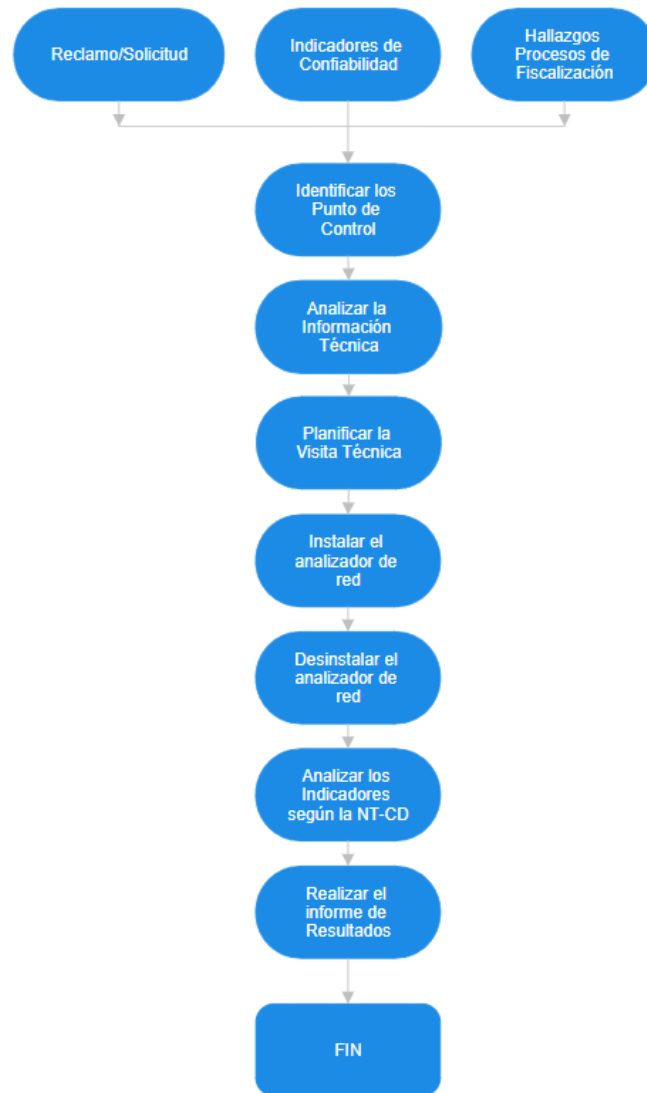 Reclamo/Solicitud
Indicadores de
Confiabilidad
Hallazgos
Procesos de
Fiscalización
Identificar los
Punto de
Control
Analizar la
Información
Técnica
Planificar la
Visita Técnica
Instalar el
analizador de
red
Desinstalar el
analizador de
red
Analizar los
Indicadores
según la NT-CD
Realizar el
informe de
Resultados
FIN